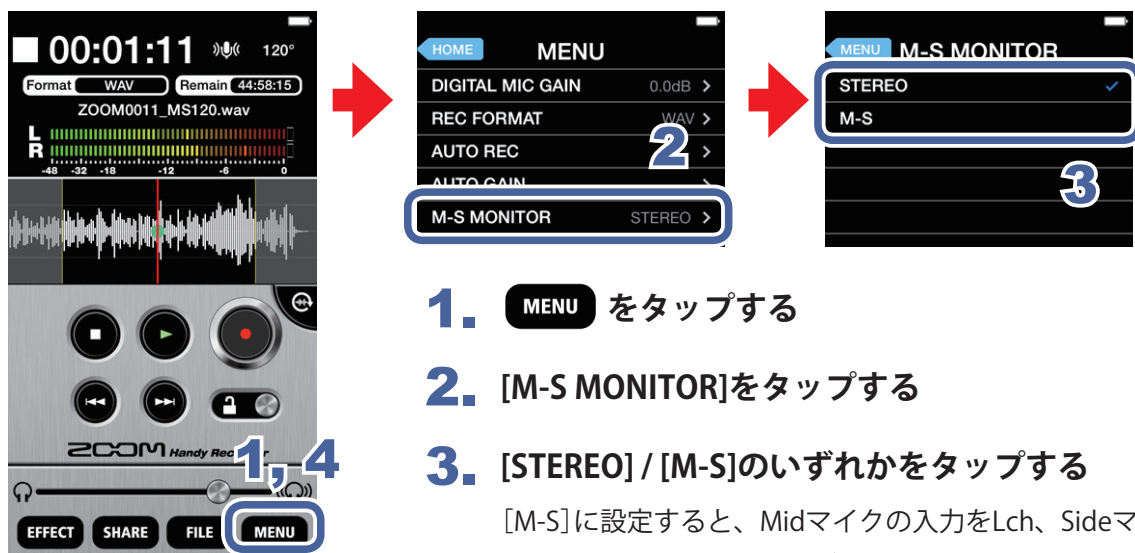 00:01:11 120°
Format WAV Remain 44:58:15
ZOOM0011_MS120.wav
L
R
-48 -32 -18 -12 -6 0
ZOOM Handy
1, 4
EFFECT SHARE FILE MENU
HOME MENU
DIGITAL MIC GAIN 0.0dB >
REC FORMAT WAV >
AUTO REC >
AUTO GAIN >
M-S MONITOR STEREO >
2
MENU M-S MONITOR
STEREO ✓
M-S
3
1. MENU をタップする
2. [M-S MONITOR]をタップする
3. [STEREO] / [M-S]のいずれかをタップする
［M-S］に設定すると、Midマイクの入力をLch、Sideマ